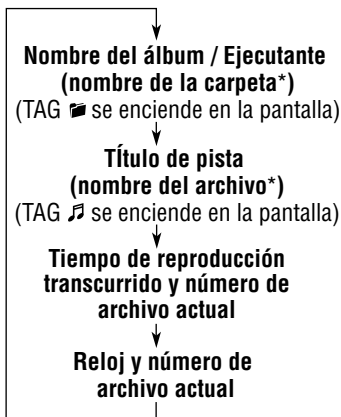 Nombre del álbum / Ejecutante
(nombre de la carpeta*)
(TAG se enciende en la pantalla)
TÍtulo de pista
(nombre del archivo*)
(TAG se enciende en la pantalla)
Tiempo de reproducción
transcurrido y número de
archivo actual
Reloj y número de
archivo actual